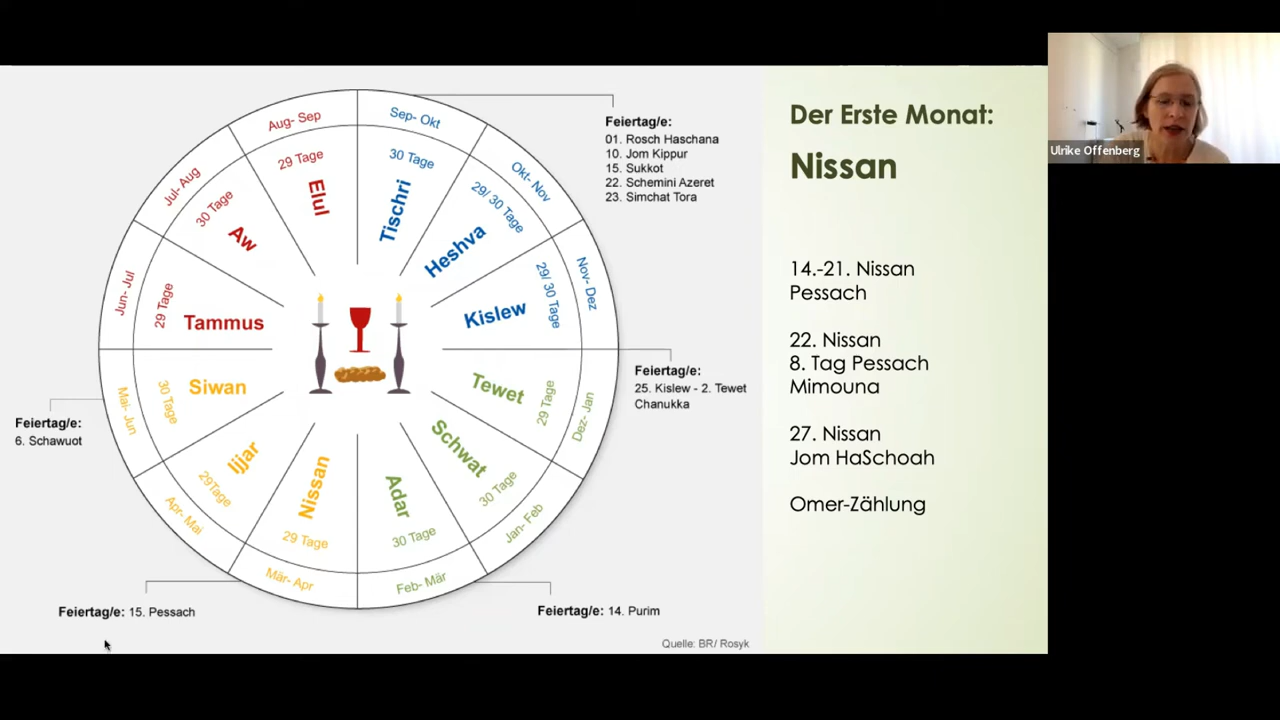 Aug- Sep
29 Tage
Elul
Sep- Okt
30 Tage
Tischri
Okt- Nov
29/ 30 Tage
Heshva
Nov- Dez
29/ 30 Tage
Kislew
Dez- Jan
29 Tage
Tewet
Jan- Feb
30 Tage
Schwat
Feb- Mär
30 Tage
Adar
Mär- Apr
29 Tage
Nissan
Apr- Mai
29Tage
Ijjar
Mai- Jun
30 Tage
Siwan
Jun- Jul
29 Tage
Tammus
Jul- Aug
30 Tage
Aw
Feiertag/e:
01. Rosch Haschana
10. Jom Kippur
15. Sukkot
22. Schemini Azeret
23. Simchat Tora
Feiertag/e:
25. Kislew - 2. Tewet
Chanukka
Feiertag/e: 14. Purim
Feiertag/e: 15. Pessach
Feiertag/e:
6. Schawuot
Quelle: BR/ Rosyk
Der Erste Monat:
Nissan
14.-21. Nissan
Pessach
22. Nissan
8. Tag Pessach
Mimouna
27. Nissan
Jom HaSchoah
Omer-Zählung
Ulrike Offenberg